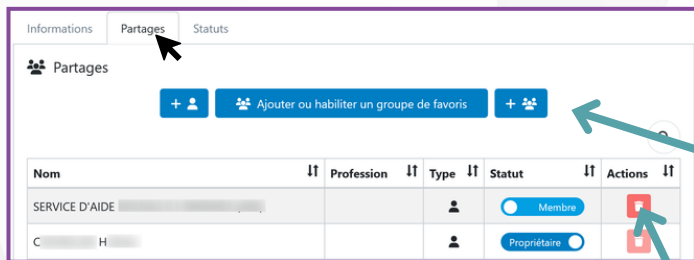 Informations Partages Statuts
Partages
+ Ajouter ou habiliter un groupe de favoris +
Nom Profession Type Statut Actions
SERVICE D'AIDE Membre
C H Propriétaire